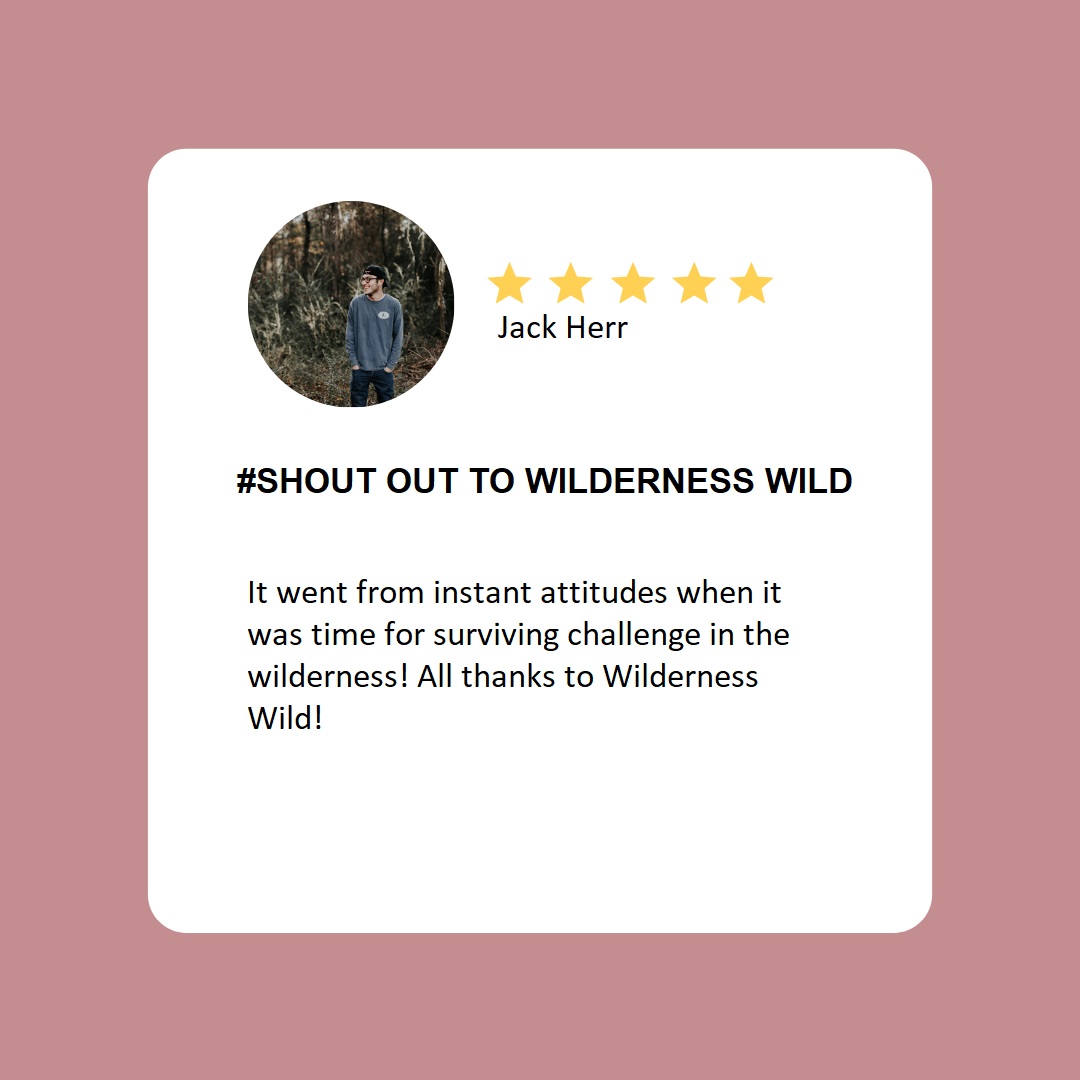 Jack Herr
#SHOUT OUT TO WILDERNESS WILD
It went from instant attitudes when it
was time for surviving challenge in the
wilderness! All thanks to Wilderness
Wild!